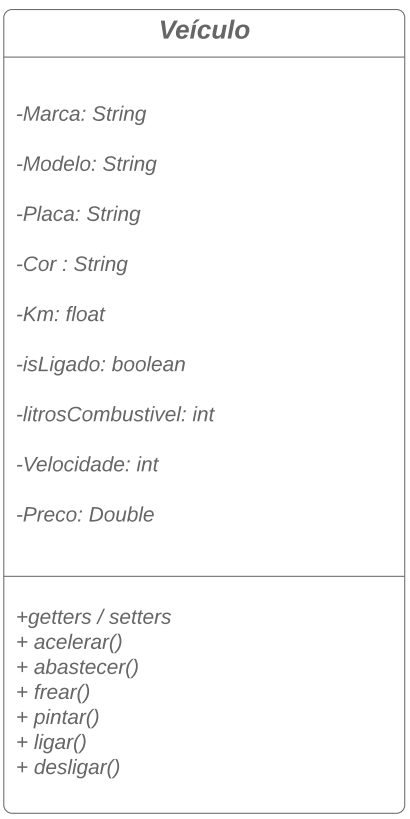 Veículo
-Marca: String
-Modelo: String
-Placa: String
-Cor : String
-Km: float
-isLigado: boolean
-litrosCombustivel: int
-Velocidade: int
-Preco: Double
+getters / setters
+ acelerar()
+ abastecer()
+ frear()
+ pintar()
+ ligar()
+ desligar()